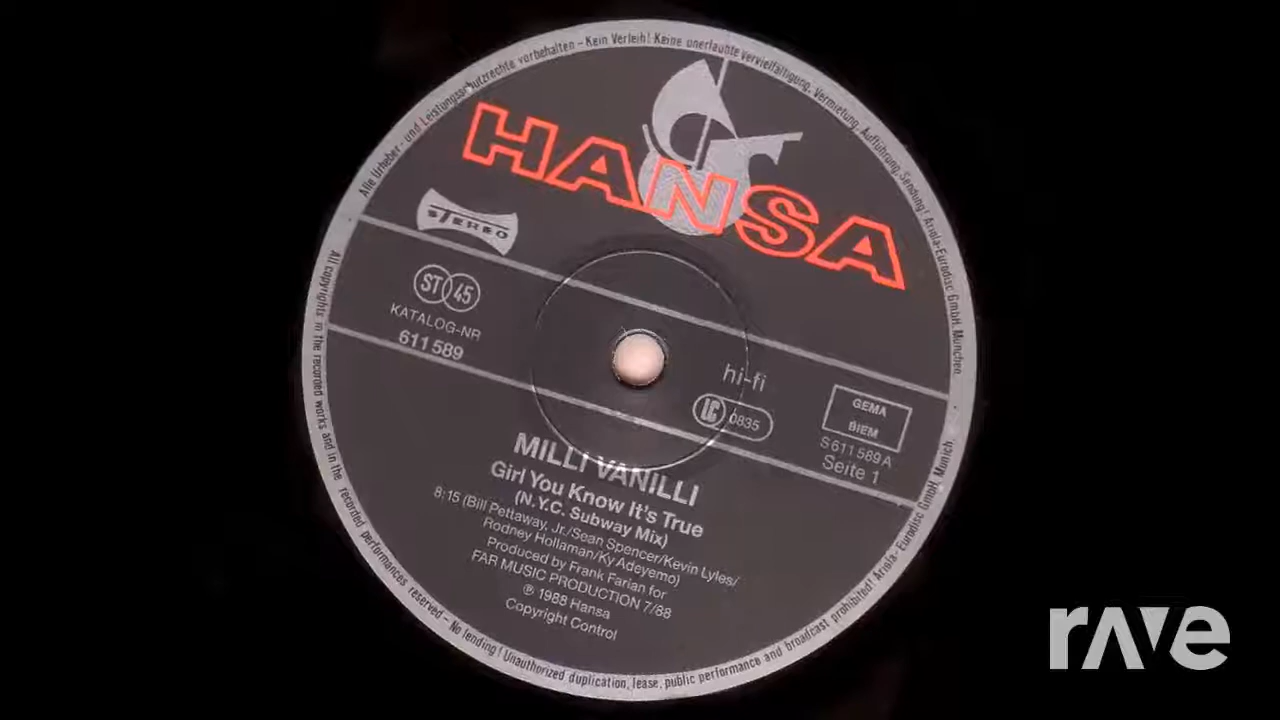 Alle Urheber- und Leistungsschutzrechte vorbehalten – Kein Verleih! Keine unerlaubte Vervielfältigung, Vermietung, Aufführung, Sendung! Ariola-Eurodisc GmbH, München.
HANSA
STEREO
ST 45
KATALOG-NR
611 589
hi-fi
LC 0835
GEMA
BIEM
S 611 589 A
Seite 1
MILLI VANILLI
Girl You Know It's True
(N.Y.C. Subway Mix)
8:15 (Bill Pettaway, Jr./Sean Spencer/Kevin Lyles/
Rodney Hollaman/Ky Adeyemo)
Produced by Frank Farian for
FAR MUSIC PRODUCTION 7/88
℗ 1988 Hansa
Copyright Control
All copyrights in the recorded works and in the recorded performances reserved – No lending! Unauthorized duplication, lease, public performance and broadcast prohibited! Ariola-Eurodisc GmbH, Munich.
rave